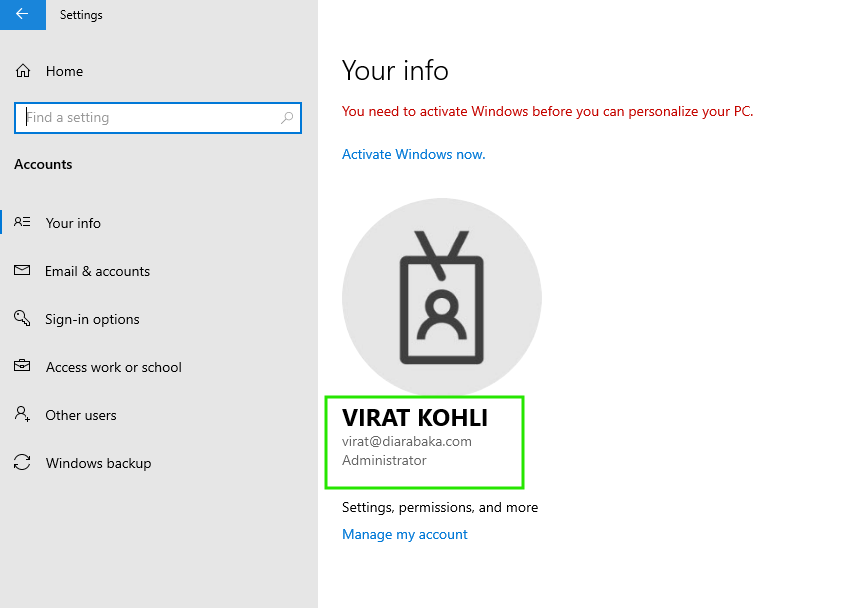 Settings
Home
Find a setting
Accounts
Your info
Email & accounts
Sign-in options
Access work or school
Other users
Windows backup
Your info
You need to activate Windows before you can personalize your PC.
Activate Windows now.
VIRAT KOHLI
virat@diarabaka.com
Administrator
Settings, permissions, and more
Manage my account